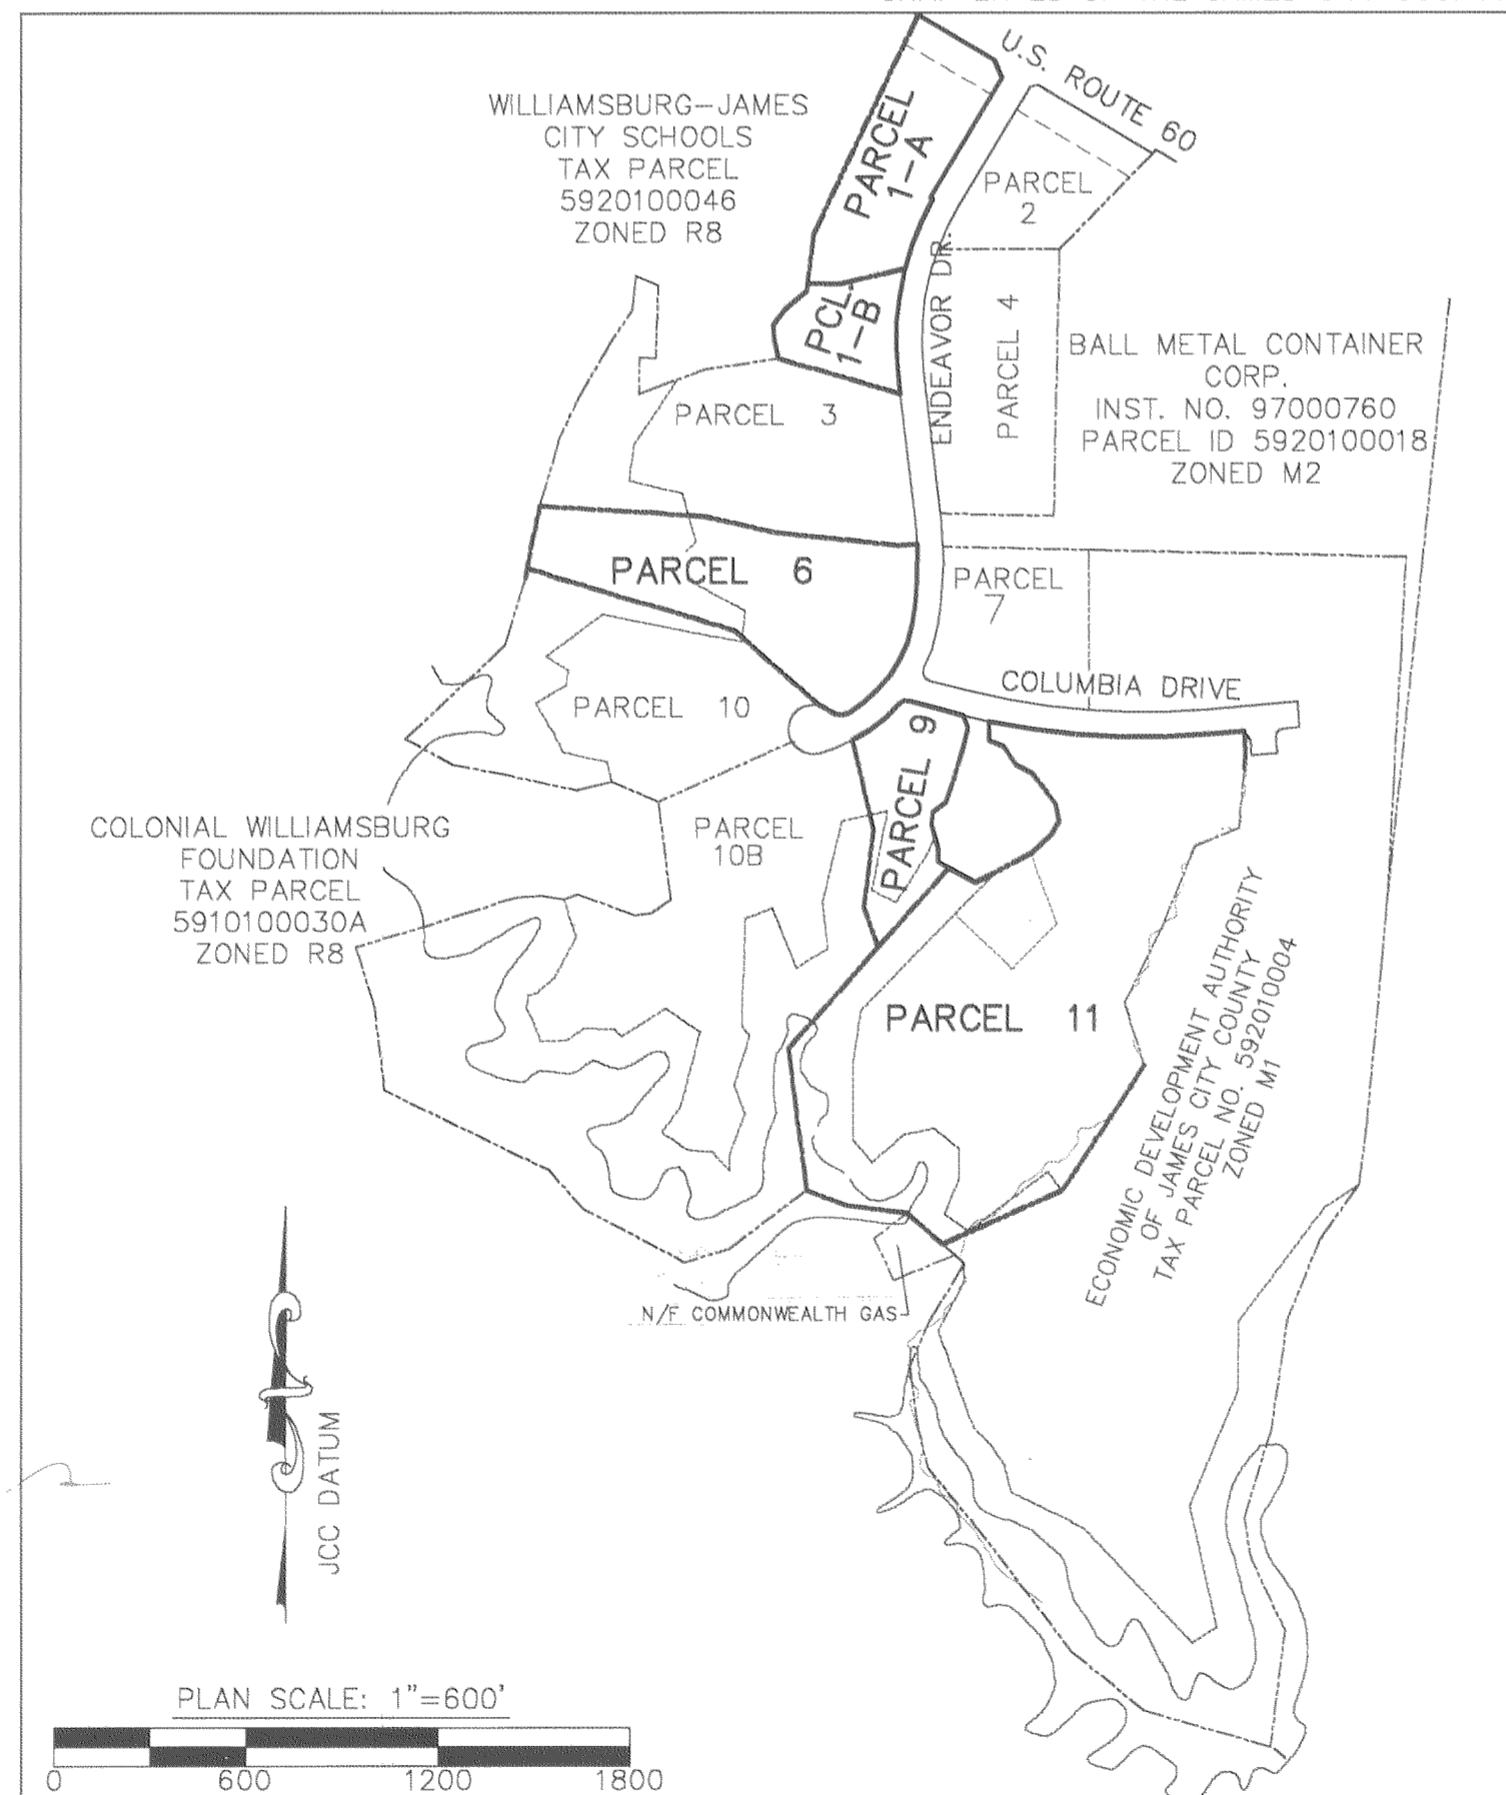 U.S. ROUTE 60
WILLIAMSBURG-JAMES
CITY SCHOOLS
TAX PARCEL
5920100046
ZONED R8
PARCEL
1-A
PARCEL
2
PCL.
1-B
ENDEAVOR DR.
PARCEL 4
BALL METAL CONTAINER
CORP.
INST. NO. 97000760
PARCEL ID 5920100018
ZONED M2
PARCEL 3
PARCEL 6
PARCEL
7
COLUMBIA DRIVE
PARCEL 10
PARCEL 9
COLONIAL WILLIAMSBURG
FOUNDATION
TAX PARCEL
5910100030A
ZONED R8
PARCEL
10B
PARCEL 11
ECONOMIC DEVELOPMENT AUTHORITY
OF JAMES CITY COUNTY
TAX PARCEL NO. 592010004
ZONED M1
N/F COMMONWEALTH GAS
JCC DATUM
PLAN SCALE: 1"=600'
0 600 1200 1800